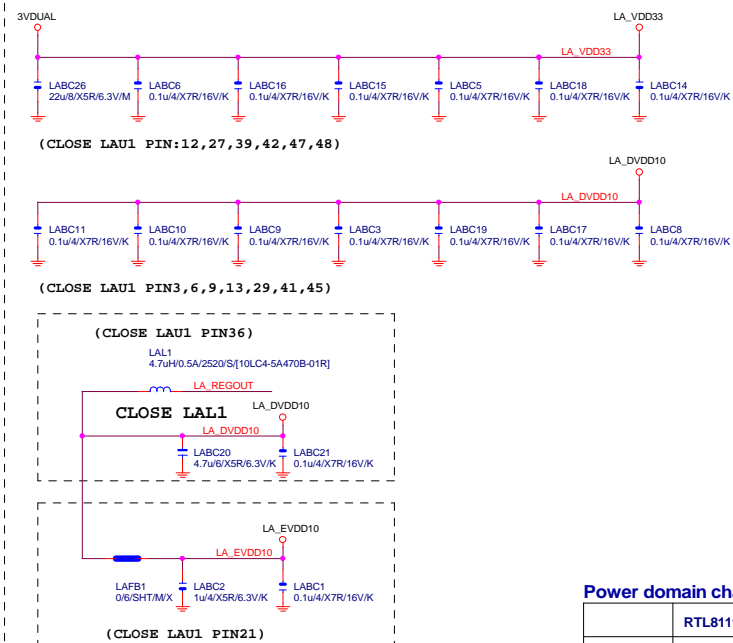 3VDUAL
LA_VDD33
LA_VDD33
LABC26
22u/8/X5R/6.3V/M
LABC6
0.1u/4/X7R/16V/K
LABC16
0.1u/4/X7R/16V/K
LABC15
0.1u/4/X7R/16V/K
LABC5
0.1u/4/X7R/16V/K
LABC18
0.1u/4/X7R/16V/K
LABC14
0.1u/4/X7R/16V/K
(CLOSE LAU1 PIN:12,27,39,42,47,48)
LA_DVDD10
LA_DVDD10
LABC11
0.1u/4/X7R/16V/K
LABC10
0.1u/4/X7R/16V/K
LABC9
0.1u/4/X7R/16V/K
LABC3
0.1u/4/X7R/16V/K
LABC19
0.1u/4/X7R/16V/K
LABC17
0.1u/4/X7R/16V/K
LABC8
0.1u/4/X7R/16V/K
(CLOSE LAU1 PIN3,6,9,13,29,41,45)
(CLOSE LAU1 PIN36)
LAL1
4.7uH/0.5A/2520/S/[10LC4-5A470B-01R]
LA_REGOUT
CLOSE LAL1
LA_DVDD10
LA_DVDD10
LABC20
4.7u/6/X5R/6.3V/K
LABC21
0.1u/4/X7R/16V/K
LA_EVDD10
LA_EVDD10
LAFB1
0/6/SHT/M/X
LABC2
1u/4/X5R/6.3V/K
LABC1
0.1u/4/X7R/16V/K
(CLOSE LAU1 PIN21)
Power domain cha
RTL811